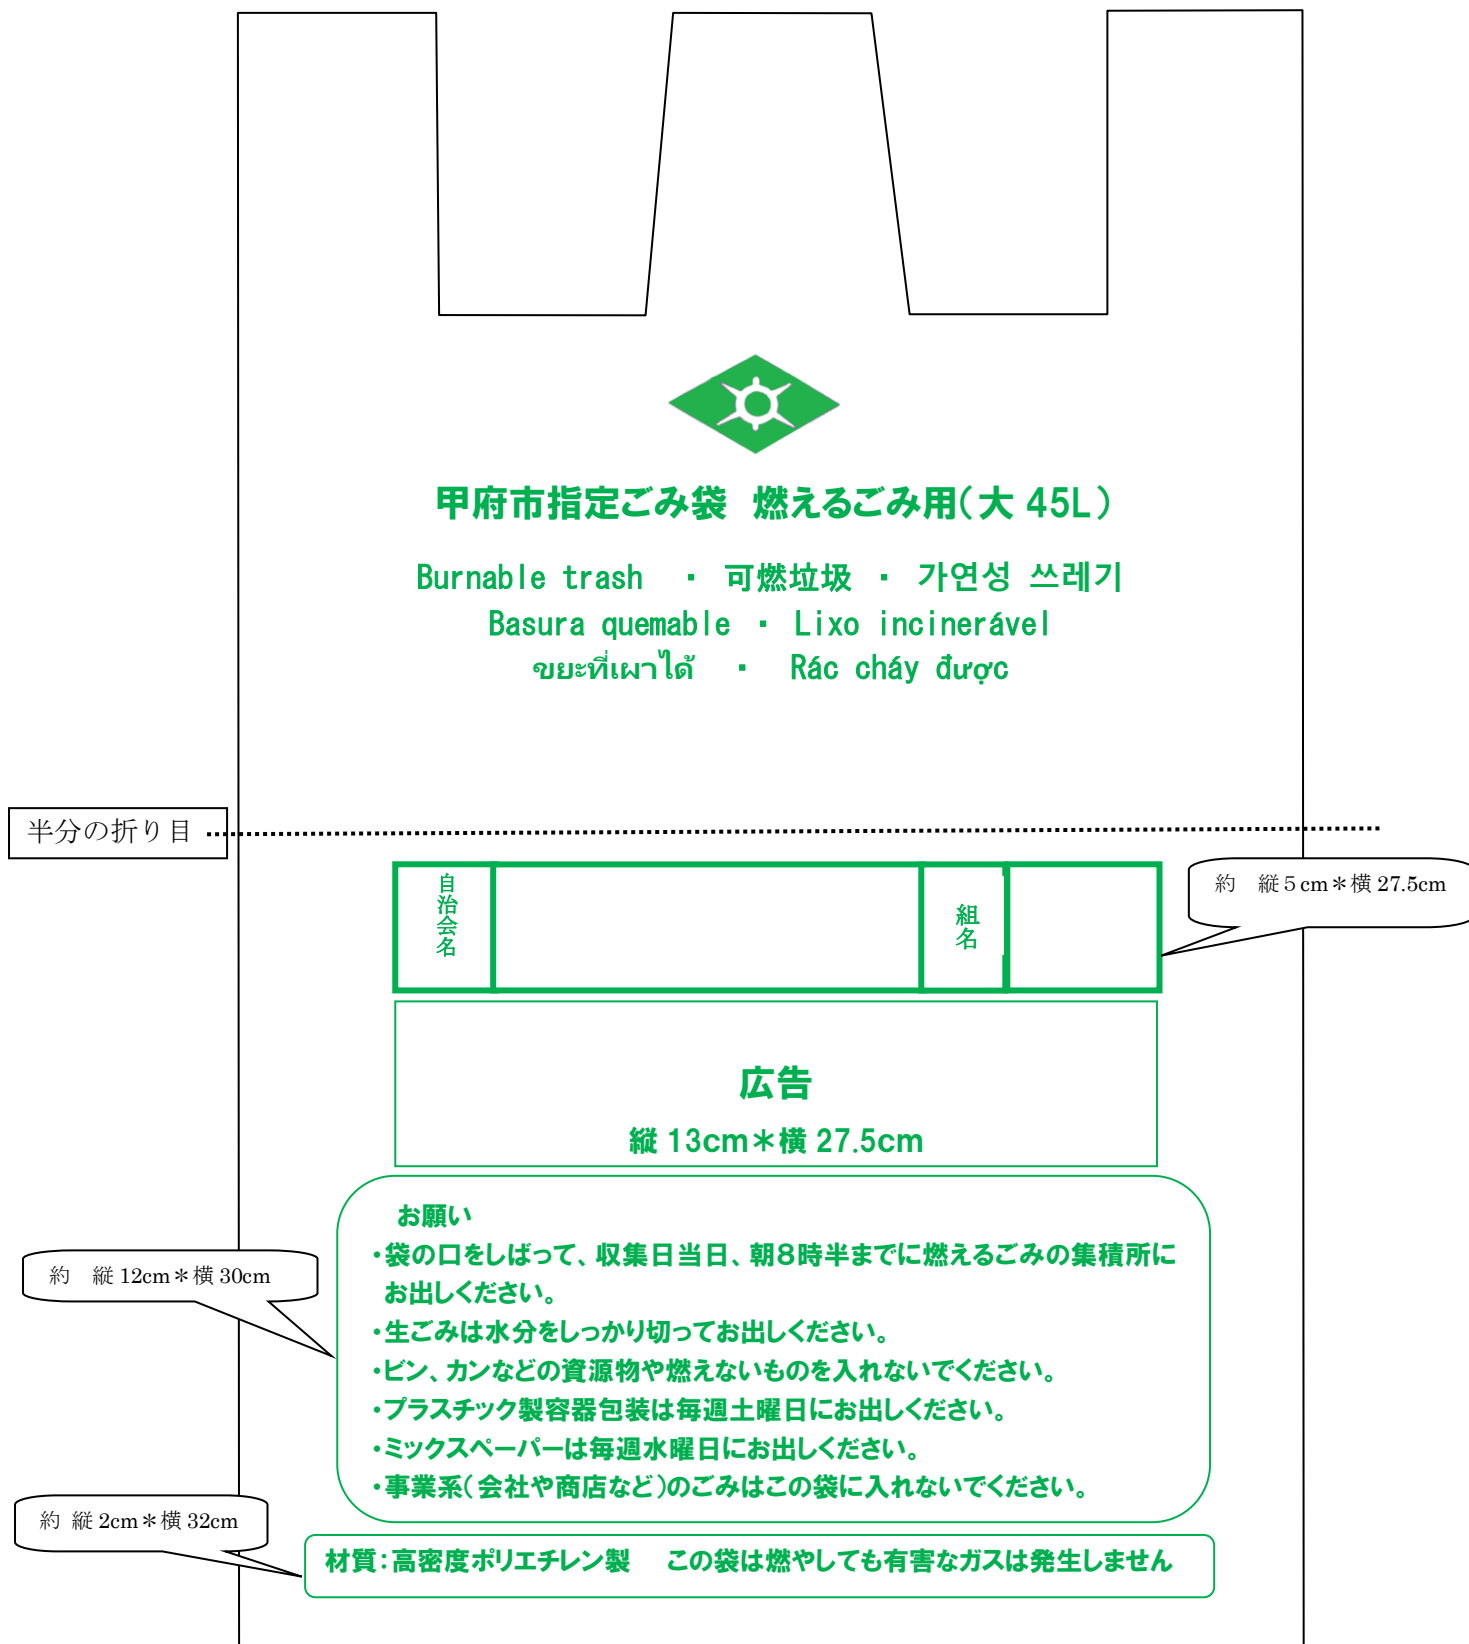 甲府市指定ごみ袋 燃えるごみ用(大 45L)
Burnable trash ・ 可燃垃圾 ・ 가연성 쓰레기
Basura quemable ・ Lixo incinerável
ขยะที่เผาได้ ・ Rác cháy được
半分の折り目
自治会名
組名
約 縦5cm*横 27.5cm
広告
縦 13cm*横 27.5cm
お願い
・袋の口をしばって、収集日当日、朝8時半までに燃えるごみの集積所に
お出しください。
・生ごみは水分をしっかり切ってお出しください。
・ビン、カンなどの資源物や燃えないものを入れないでください。
・プラスチック製容器包装は毎週土曜日にお出しください。
・ミックスペーパーは毎週水曜日にお出しください。
・事業系(会社や商店など)のごみはこの袋に入れないでください。
約 縦 12cm*横 30cm
約 縦 2cm*横 32cm
材質:高密度ポリエチレン製 この袋は燃やしても有害なガスは発生しません